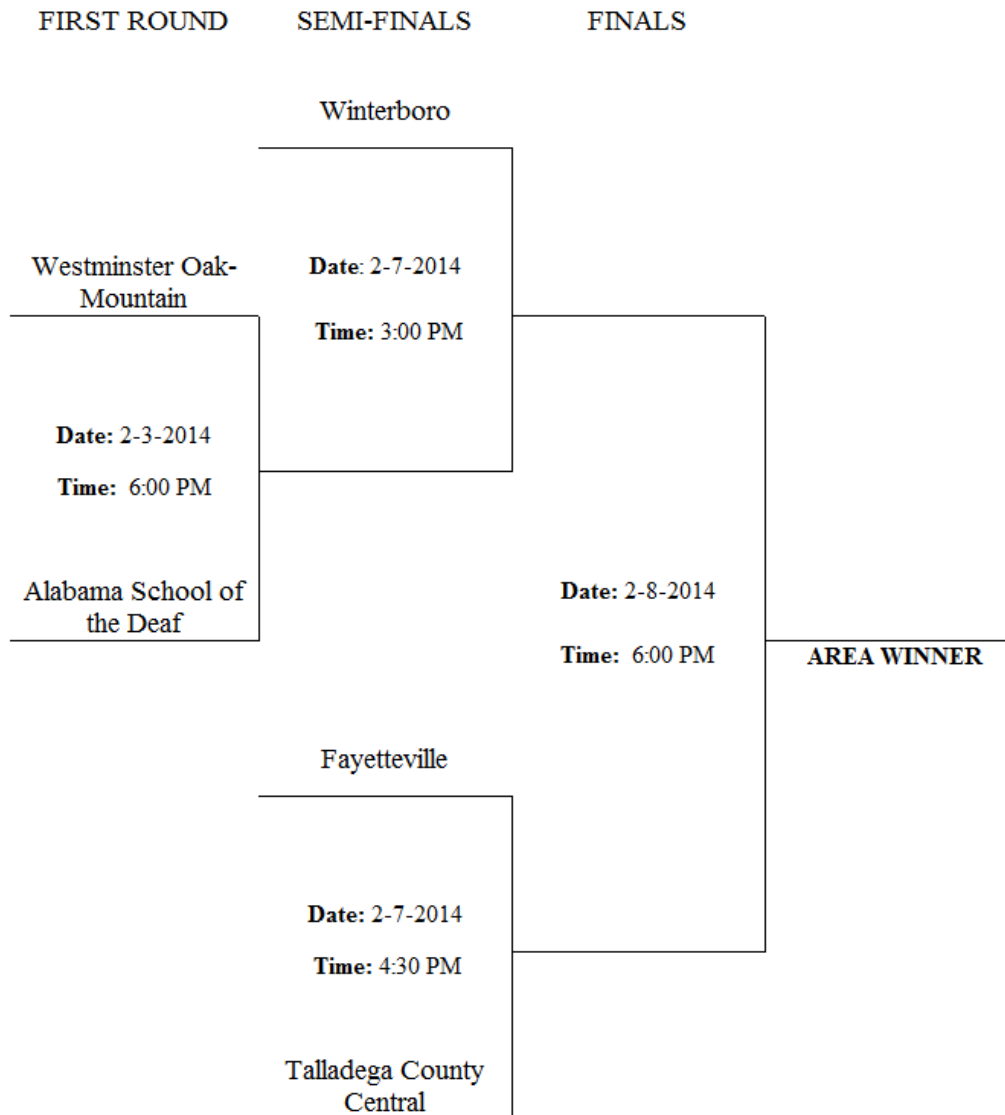 FIRST ROUND SEMI-FINALS FINALS
Winterboro
Westminster Oak-
Mountain
Date: 2-7-2014
Time: 3:00 PM
Date: 2-3-2014
Time: 6:00 PM
Alabama School of
the Deaf
Date: 2-8-2014
Time: 6:00 PM
AREA WINNER
Fayetteville
Date: 2-7-2014
Time: 4:30 PM
Talladega County
Central